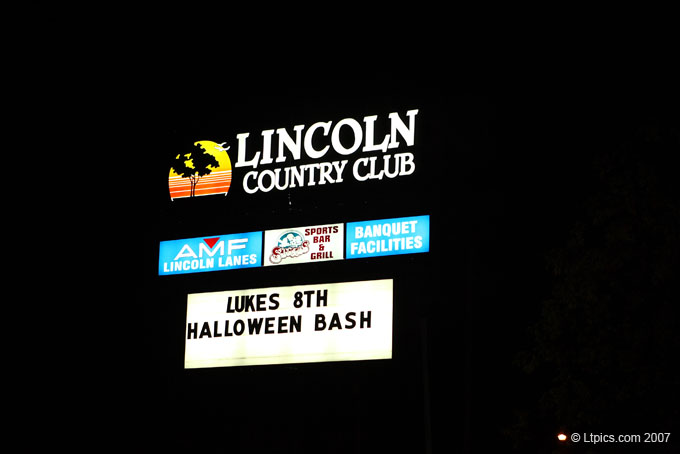 LINCOLN
COUNTRY CLUB
AMF
LINCOLN LANES
SPORTS
BAR
&
GRILL
BANQUET
FACILITIES
LUKES 8TH
HALLOWEEN BASH
© Ltpics.com 2007